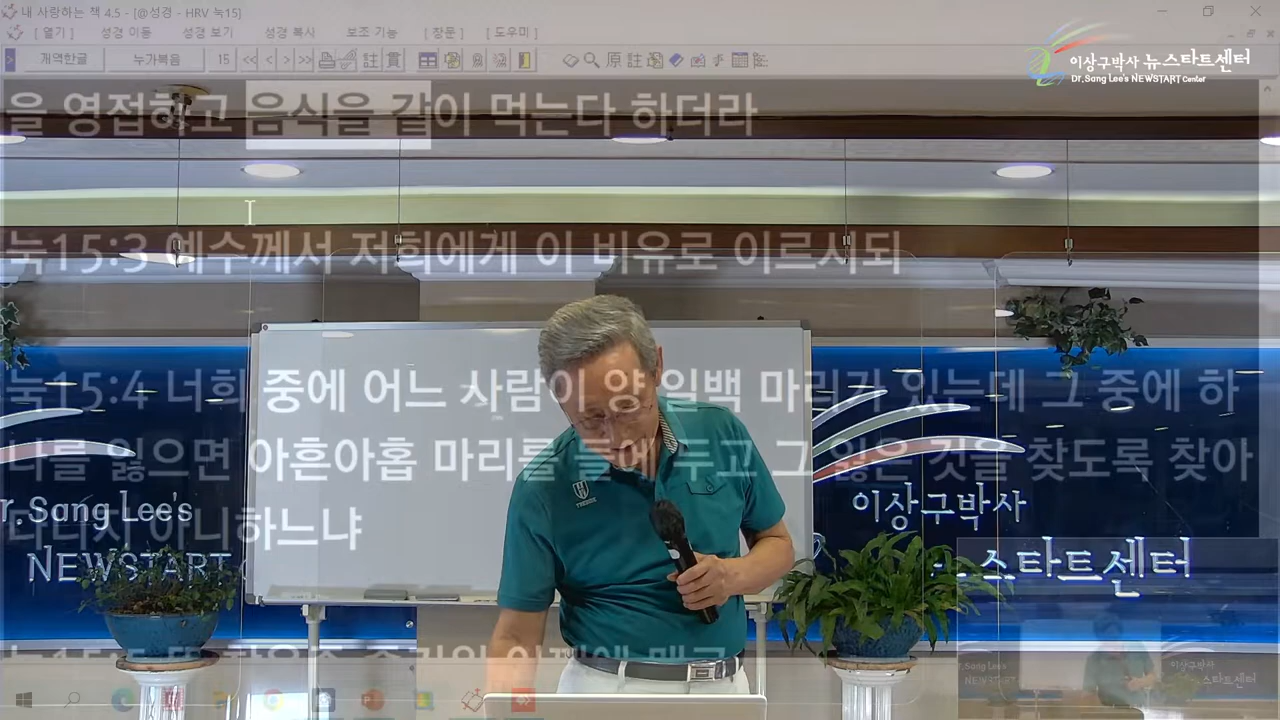 내 사랑하는 책 4.5 - [@성경 - HRV 눅15]
[ 열기 ] 성경 이동 성경 보기 성경 복사 보조 기능 [ 창문 ] [ 도우미 ]
개역한글 누가복음 15 << < > >> 註 貫 原 註
이상구박사 뉴스타트센터
Dr. Sang Lee's NEWSTART Center
을 영접하고 음식을 같이 먹는다 하더라
눅15:3 예수께서 저희에게 이 비유로 이르시되
눅15:4 너희 중에 어느 사람이 양 일백 마리가 있는데 그 중에 하
나를 잃으면 아흔아홉 마리를 들에 두고 그 잃은 것을 찾도록 찾아
다니지 아니하느냐
Dr. Sang Lee's
NEWSTART
이상구박사
스타트센터